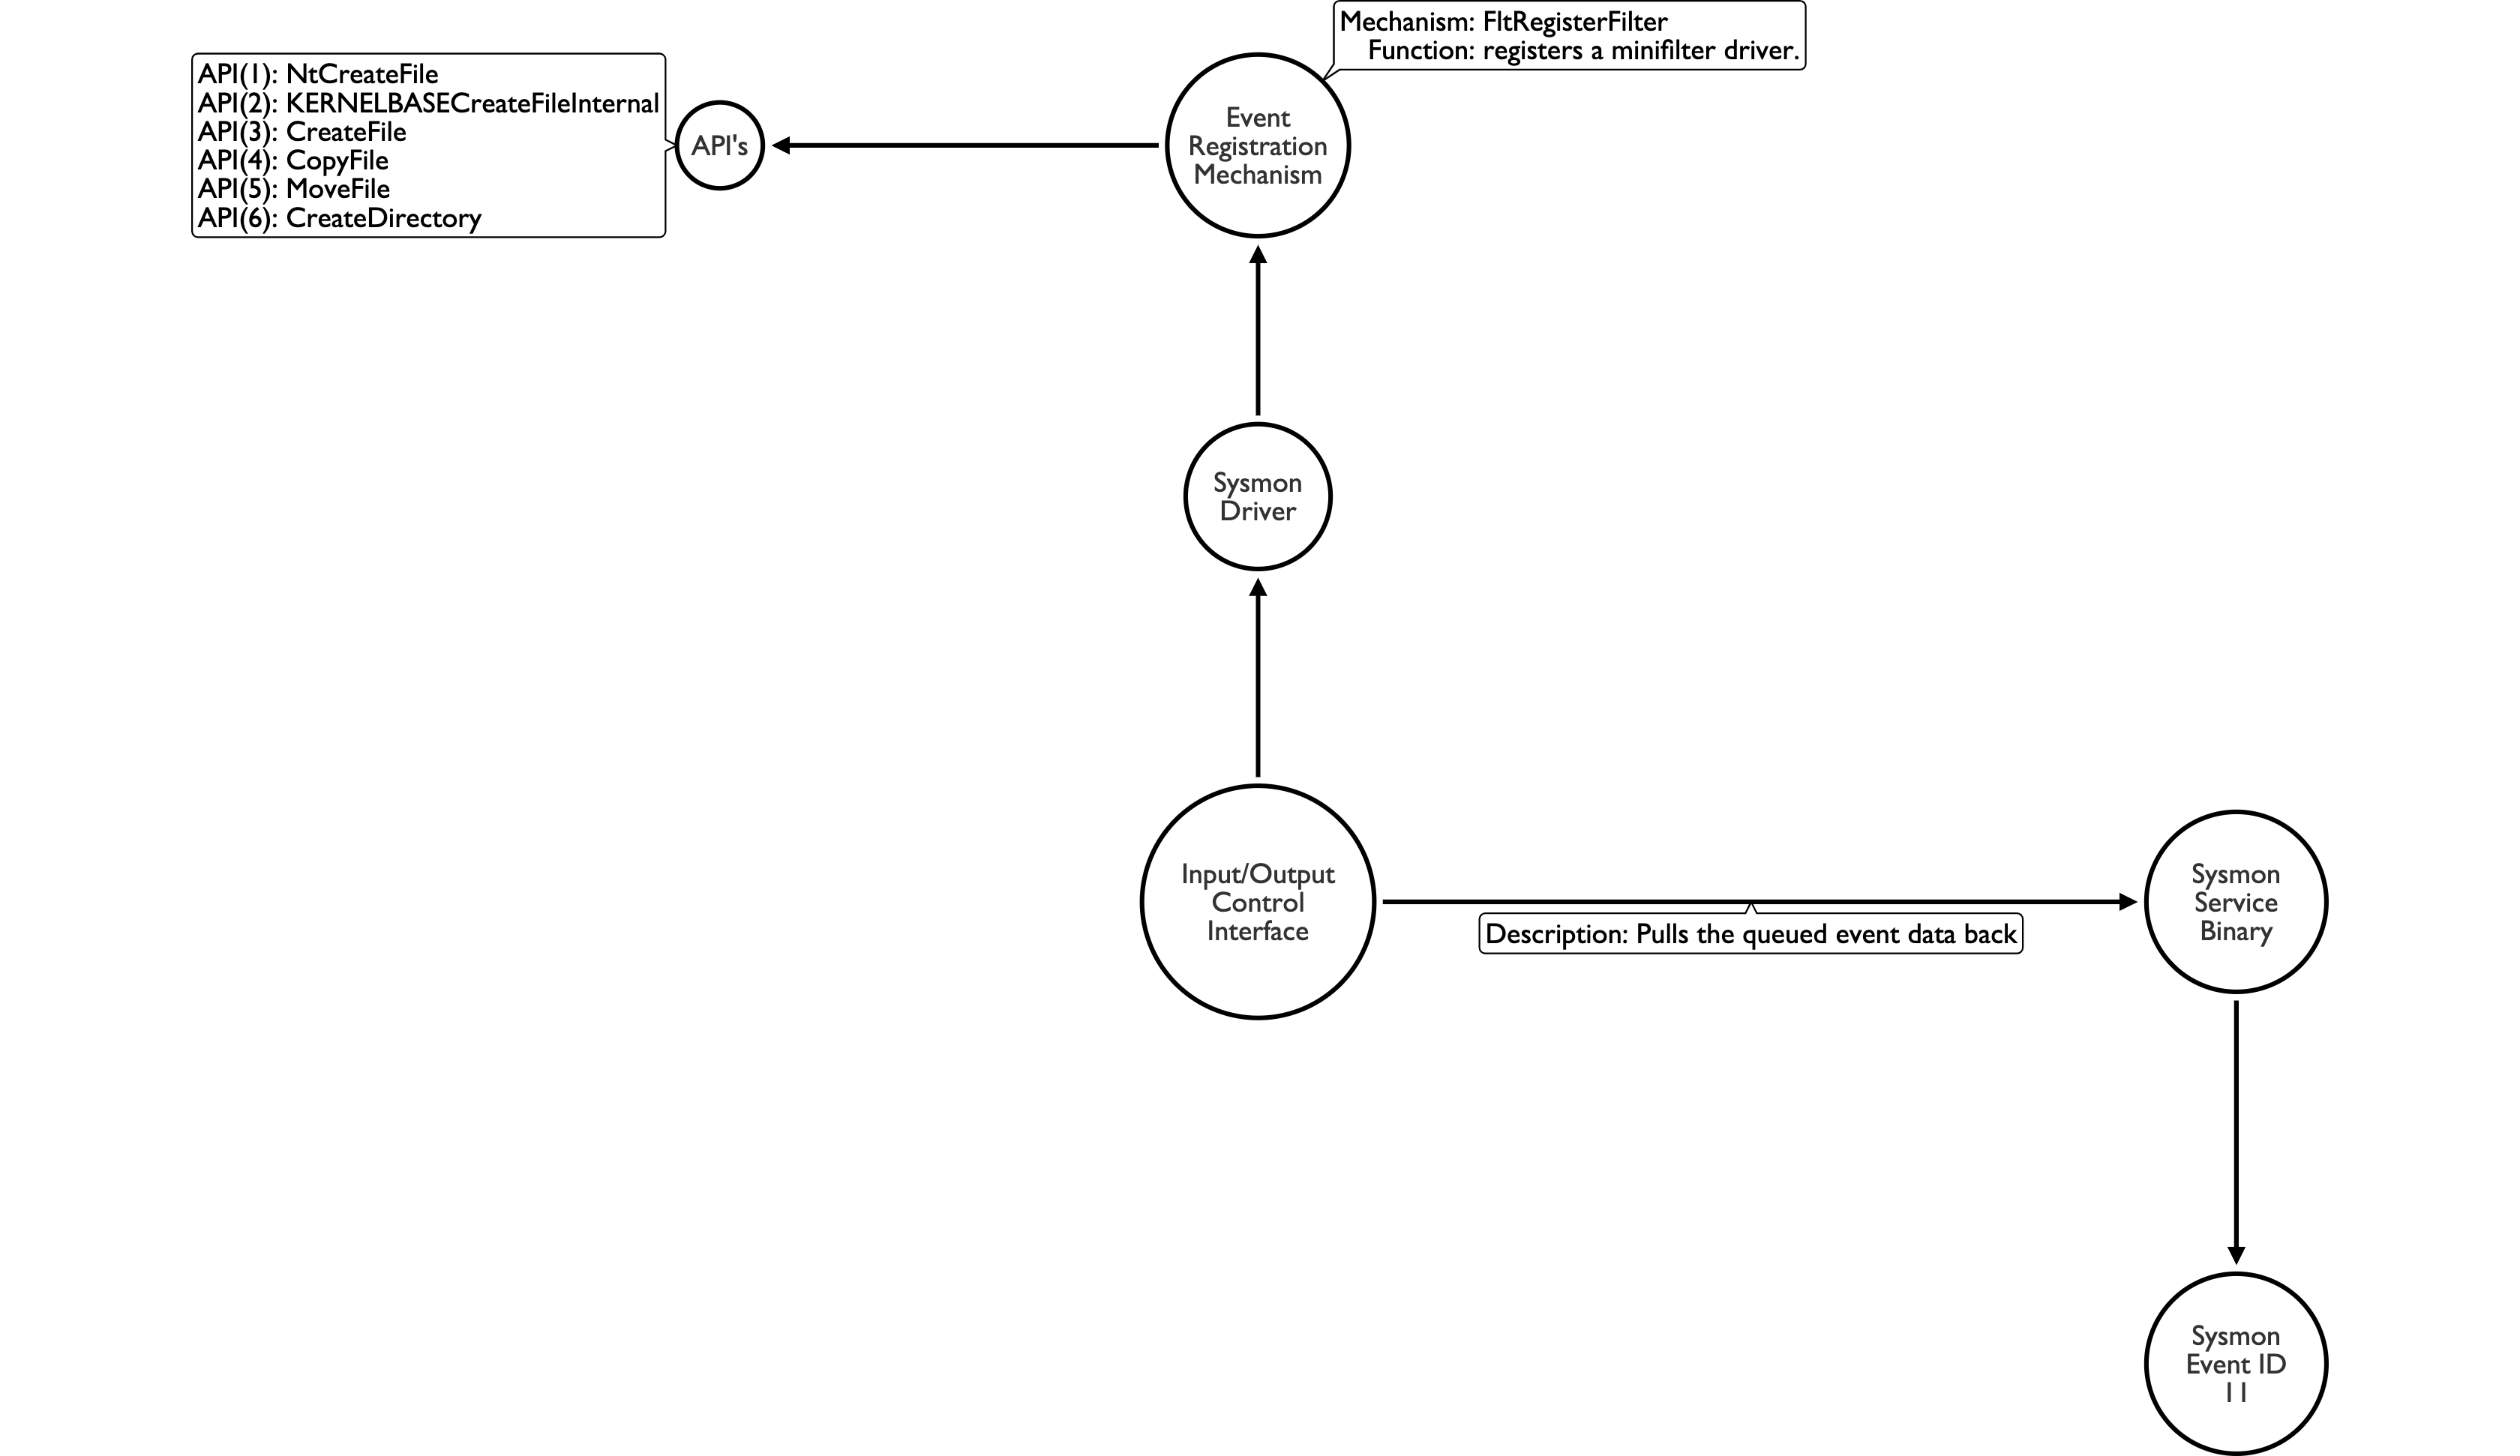 Mechanism: FltRegisterFilter
Function: registers a minifilter driver.
API(1): NtCreateFile
API(2): KERNELBASECreateFileInternal
API(3): CreateFile
API(4): CopyFile
API(5): MoveFile
API(6): CreateDirectory
API's
Event
Registration
Mechanism
Sysmon
Driver
Input/Output
Control
Interface
Description: Pulls the queued event data back
Sysmon
Service
Binary
Sysmon
Event ID
11